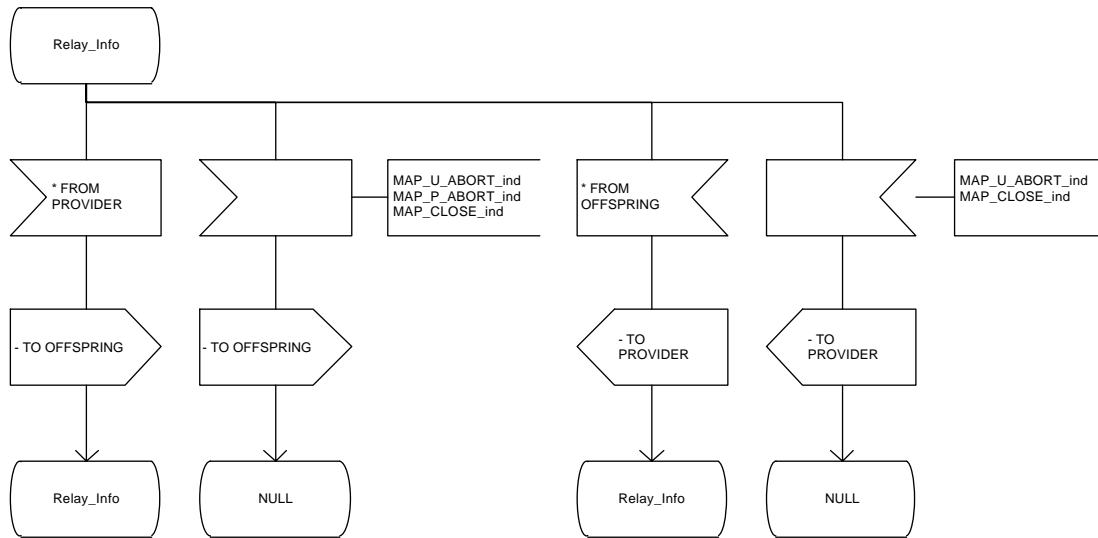 Relay_Info
* FROM
PROVIDER
MAP_U_ABORT_ind
MAP_P_ABORT_ind
MAP_CLOSE_ind
* FROM
OFFSPRING
MAP_U_ABORT_ind
MAP_CLOSE_ind
- TO OFFSPRING
- TO OFFSPRING
- TO
PROVIDER
- TO
PROVIDER
Relay_Info
NULL
Relay_Info
NULL